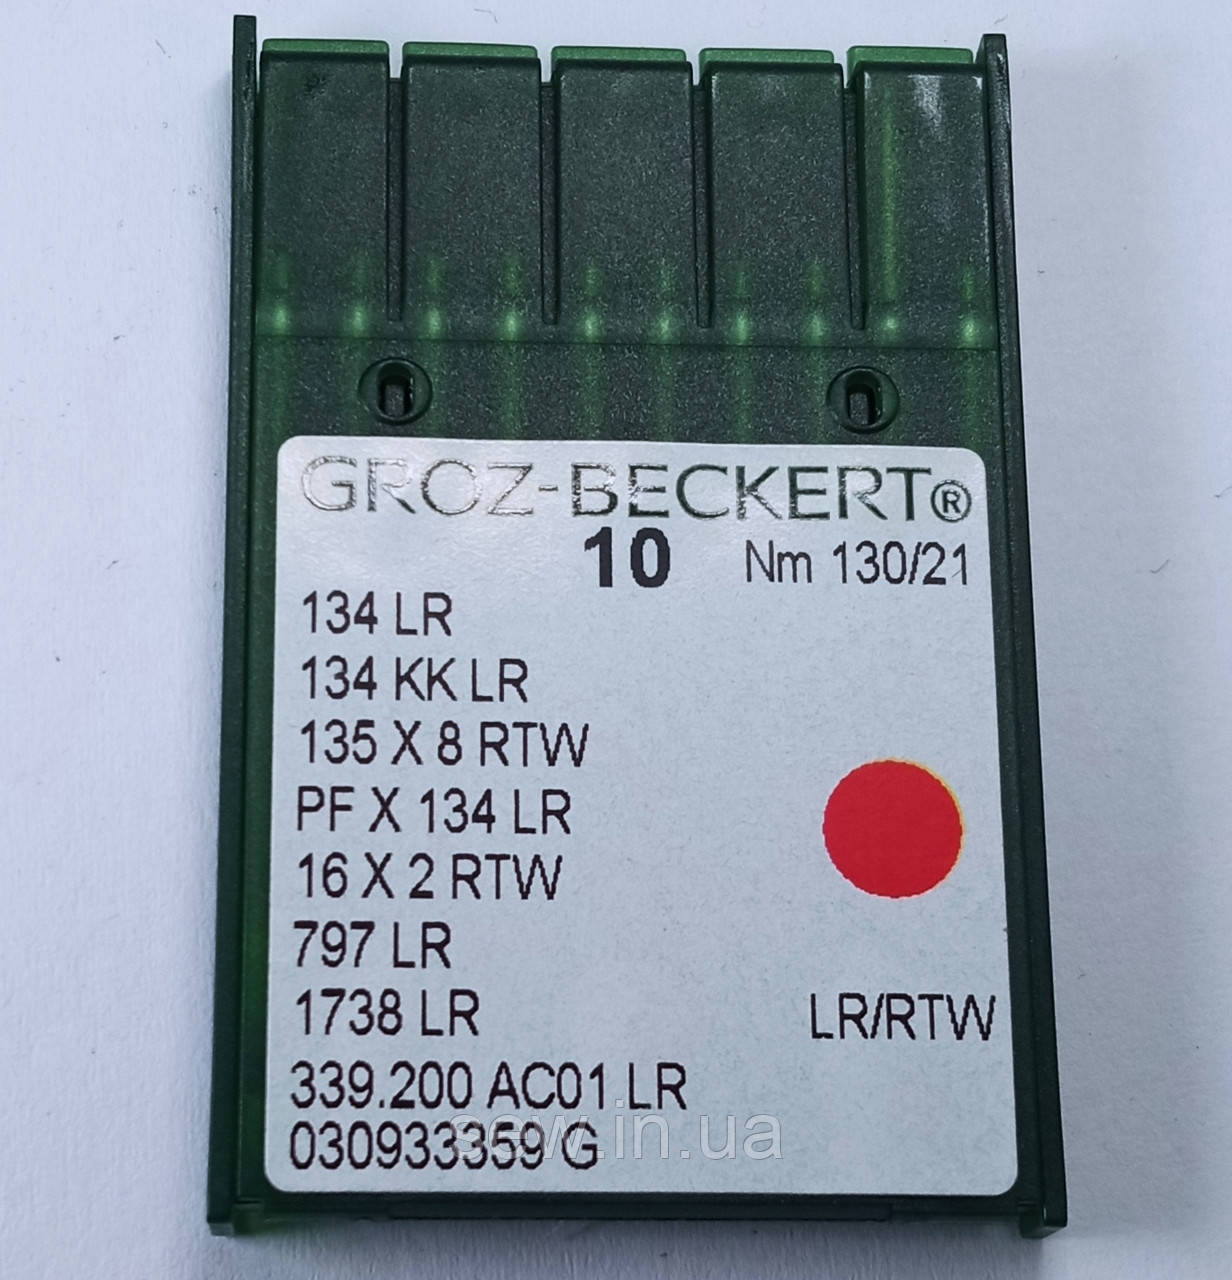 GROZ-BECKERT®
10 Nm 130/21
134 LR
134 KK LR
135 X 8 RTW
PF X 134 LR
16 X 2 RTW
797 LR
1738 LR
LR/RTW
339.200 AC01 LR
030933359 G
sew.in.ua